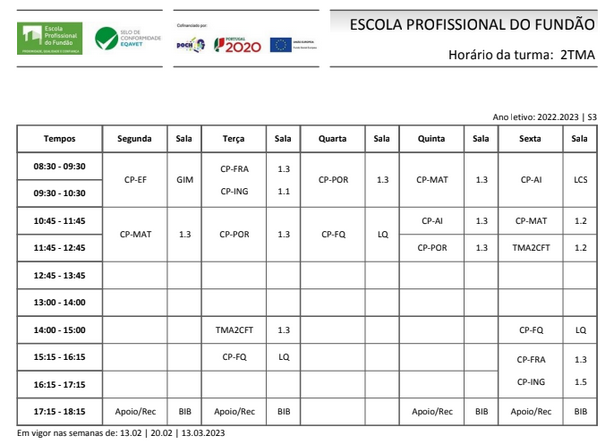 Escola
Profissional
do Fundão
SELO DE
CONFORMIDADE
EQAVET
Cofinanciado por:
POCH
PORTUGAL
2020
UNIÃO EUROPEIA
Fundo Social Europeu
ESCOLA PROFISSIONAL DO FUNDÃO
Horário da turma: 2TMA
Ano letivo: 2022.2023 | S3
Tempos Segunda Sala Terça Sala Quarta Sala Quinta Sala Sexta Sala
08:30 - 09:30
09:30 - 10:30
CP-EF GIM
CP-FRA 1.3
CP-ING 1.1
CP-POR 1.3
CP-MAT 1.3
CP-AI LCS
10:45 - 11:45
11:45 - 12:45
CP-MAT 1.3
CP-POR 1.3
CP-FQ LQ
CP-AI 1.3
CP-POR 1.3
CP-MAT 1.2
TMA2CFT 1.2
12:45 - 13:45
13:00 - 14:00
14:00 - 15:00 TMA2CFT 1.3 CP-FQ LQ
15:15 - 16:15 CP-FQ LQ CP-FRA 1.3
16:15 - 17:15 CP-ING 1.5
17:15 - 18:15 Apoio/Rec BIB Apoio/Rec BIB Apoio/Rec BIB Apoio/Rec BIB
Em vigor nas semanas de: 13.02 | 20.02 | 13.03.2023